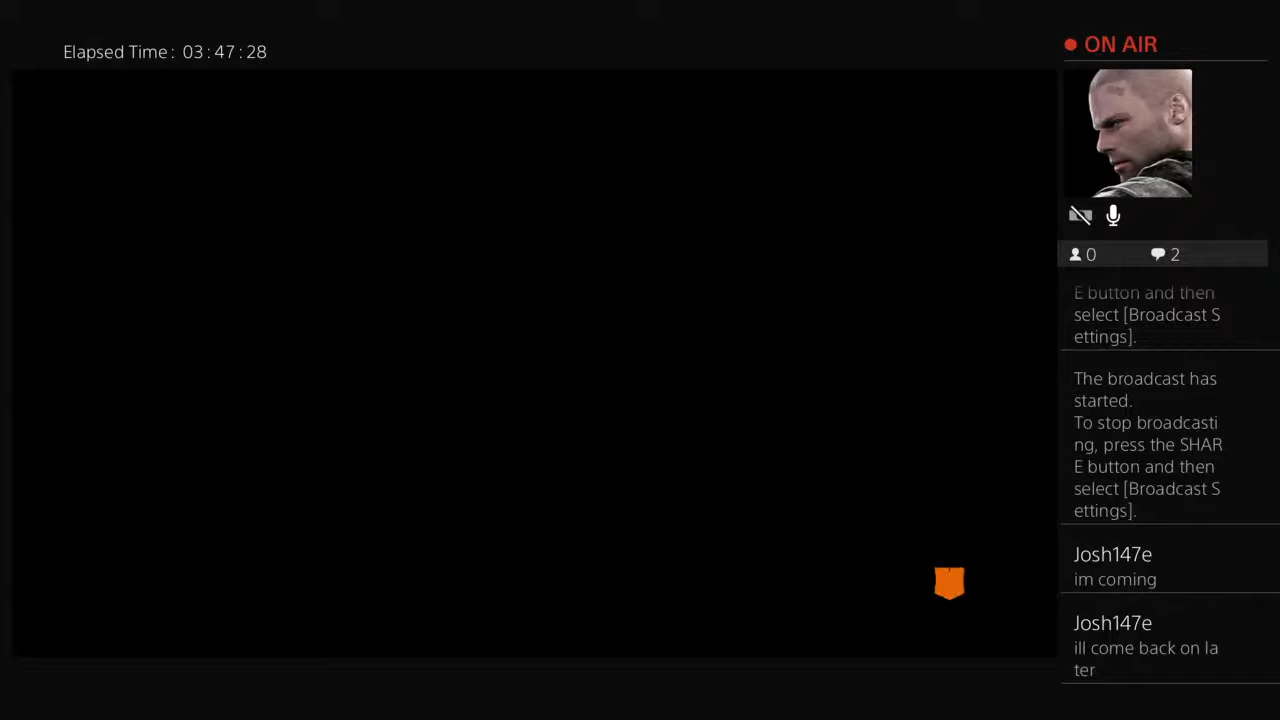 Elapsed Time: 03:47:28
ON AIR
0 2
E button and then
select [Broadcast S
ettings].
The broadcast has
started.
To stop broadcasti
ng, press the SHAR
E button and then
select [Broadcast S
ettings].
Josh147e
im coming
Josh147e
ill come back on la
ter